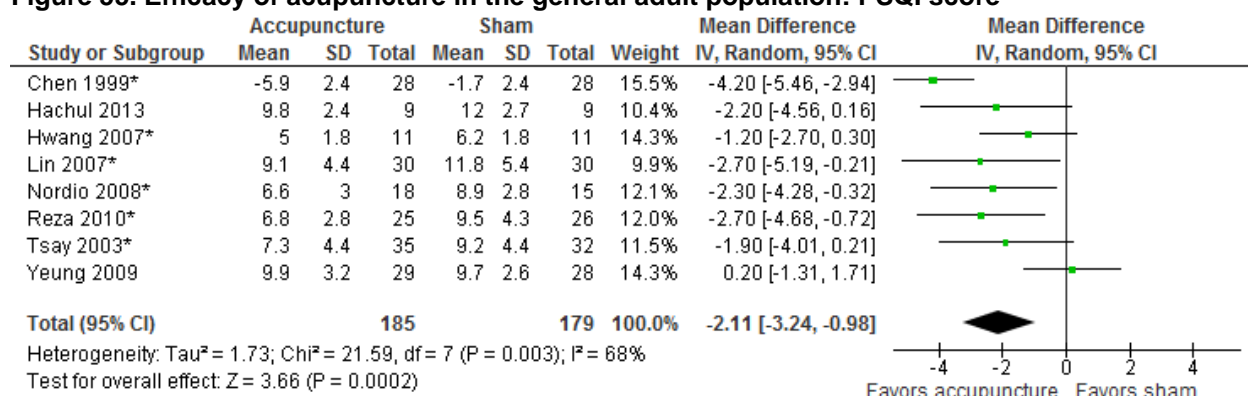 Figure 33. Efficacy of acupuncture in the general adult population: PSQI score
Accupuncture Sham Mean Difference Mean Difference
Study or Subgroup Mean SD Total Mean SD Total Weight IV, Random, 95% CI IV, Random, 95% CI
Chen 1999* -5.9 2.4 28 -1.7 2.4 28 15.5% -4.20 [-5.46, -2.94]
Hachul 2013 9.8 2.4 9 12 2.7 9 10.4% -2.20 [-4.56, 0.16]
Hwang 2007* 5 1.8 11 6.2 1.8 11 14.3% -1.20 [-2.70, 0.30]
Lin 2007* 9.1 4.4 30 11.8 5.4 30 9.9% -2.70 [-5.19, -0.21]
Nordio 2008* 6.6 3 18 8.9 2.8 15 12.1% -2.30 [-4.28, -0.32]
Reza 2010* 6.8 2.8 25 9.5 4.3 26 12.0% -2.70 [-4.68, -0.72]
Tsay 2003* 7.3 4.4 35 9.2 4.4 32 11.5% -1.90 [-4.01, 0.21]
Yeung 2009 9.9 3.2 29 9.7 2.6 28 14.3% 0.20 [-1.31, 1.71]
Total (95% CI) 185 179 100.0% -2.11 [-3.24, -0.98]
Heterogeneity: Tau² = 1.73; Chi² = 21.59, df = 7 (P = 0.003); I² = 68%
Test for overall effect: Z = 3.66 (P = 0.0002)
-4 -2 0 2 4
Favors accupuncture Favors sham